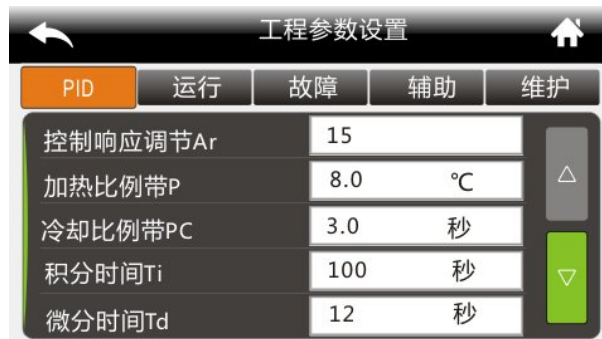 工程参数设置
PID 运行 故障 辅助 维护
控制响应调节Ar 15
加热比例带P 8.0 ℃
冷却比例带PC 3.0 秒
积分时间Ti 100 秒
微分时间Td 12 秒